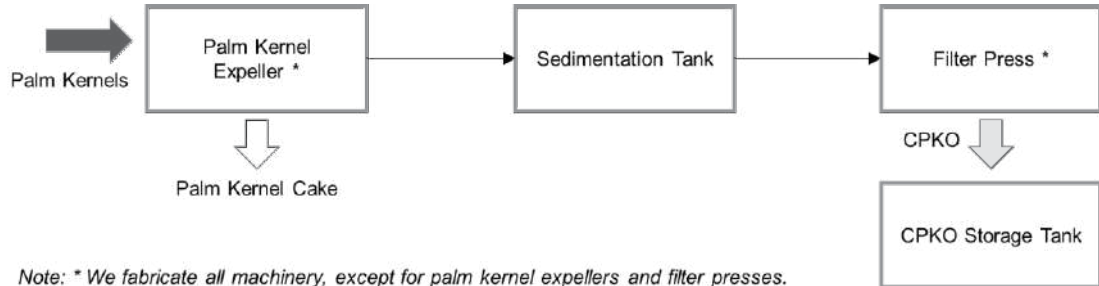 Palm Kernels
Palm Kernel
Expeller *
Sedimentation Tank
Filter Press *
Palm Kernel Cake
CPKO
CPKO Storage Tank
Note: * We fabricate all machinery, except for palm kernel expellers and filter presses.